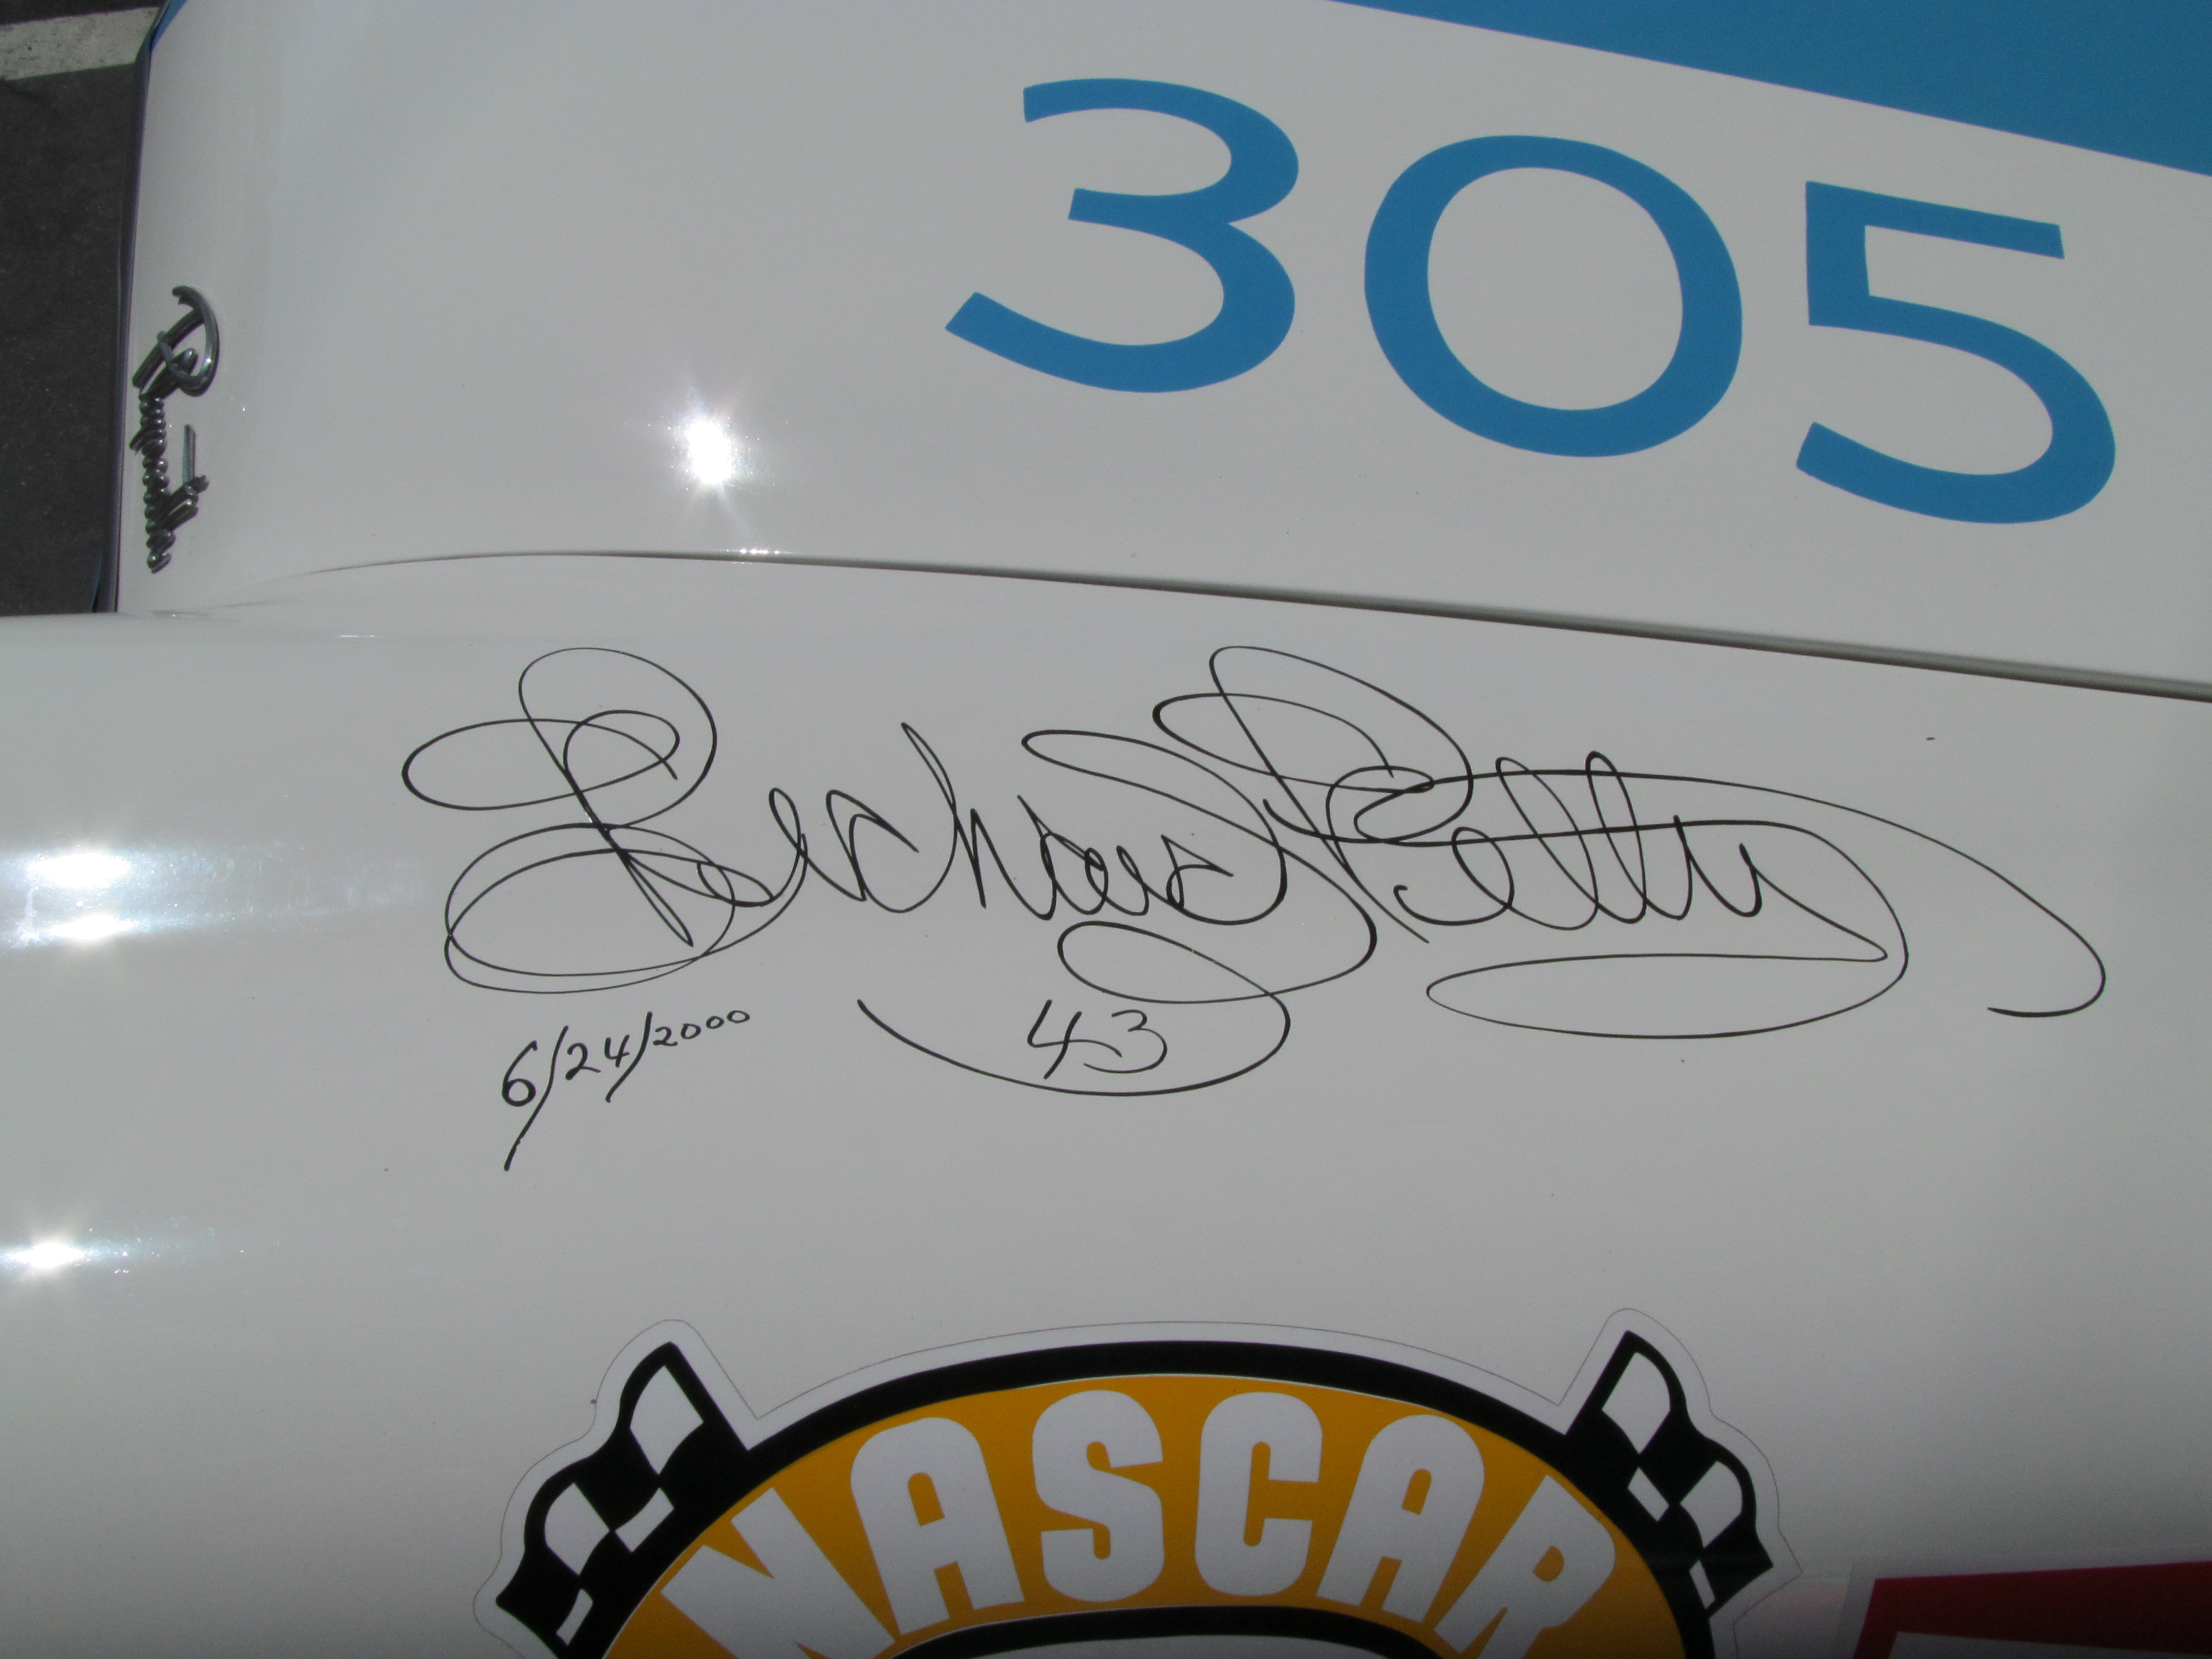 305
Plymouth
Richard Petty
43
6/24/2000
NASCAR